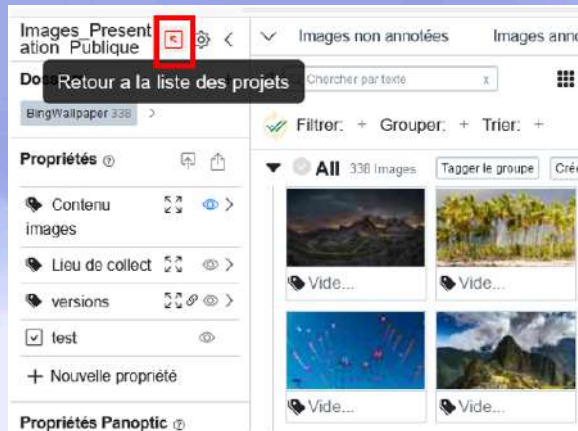 Images_Present
ation_Publique
Images non annotées
Images anno
Retour a la liste des projets
Chercher par texte
x
BingWallpaper 338
Filtrer: + Grouper: + Trier: +
Propriétés
All 338 Images
Tagger le groupe
Crée
Contenu
images
Lieu de collect
versions
test
+ Nouvelle propriété
Propriétés Panoptic
Vide...
Vide...
Vide...
Vide...